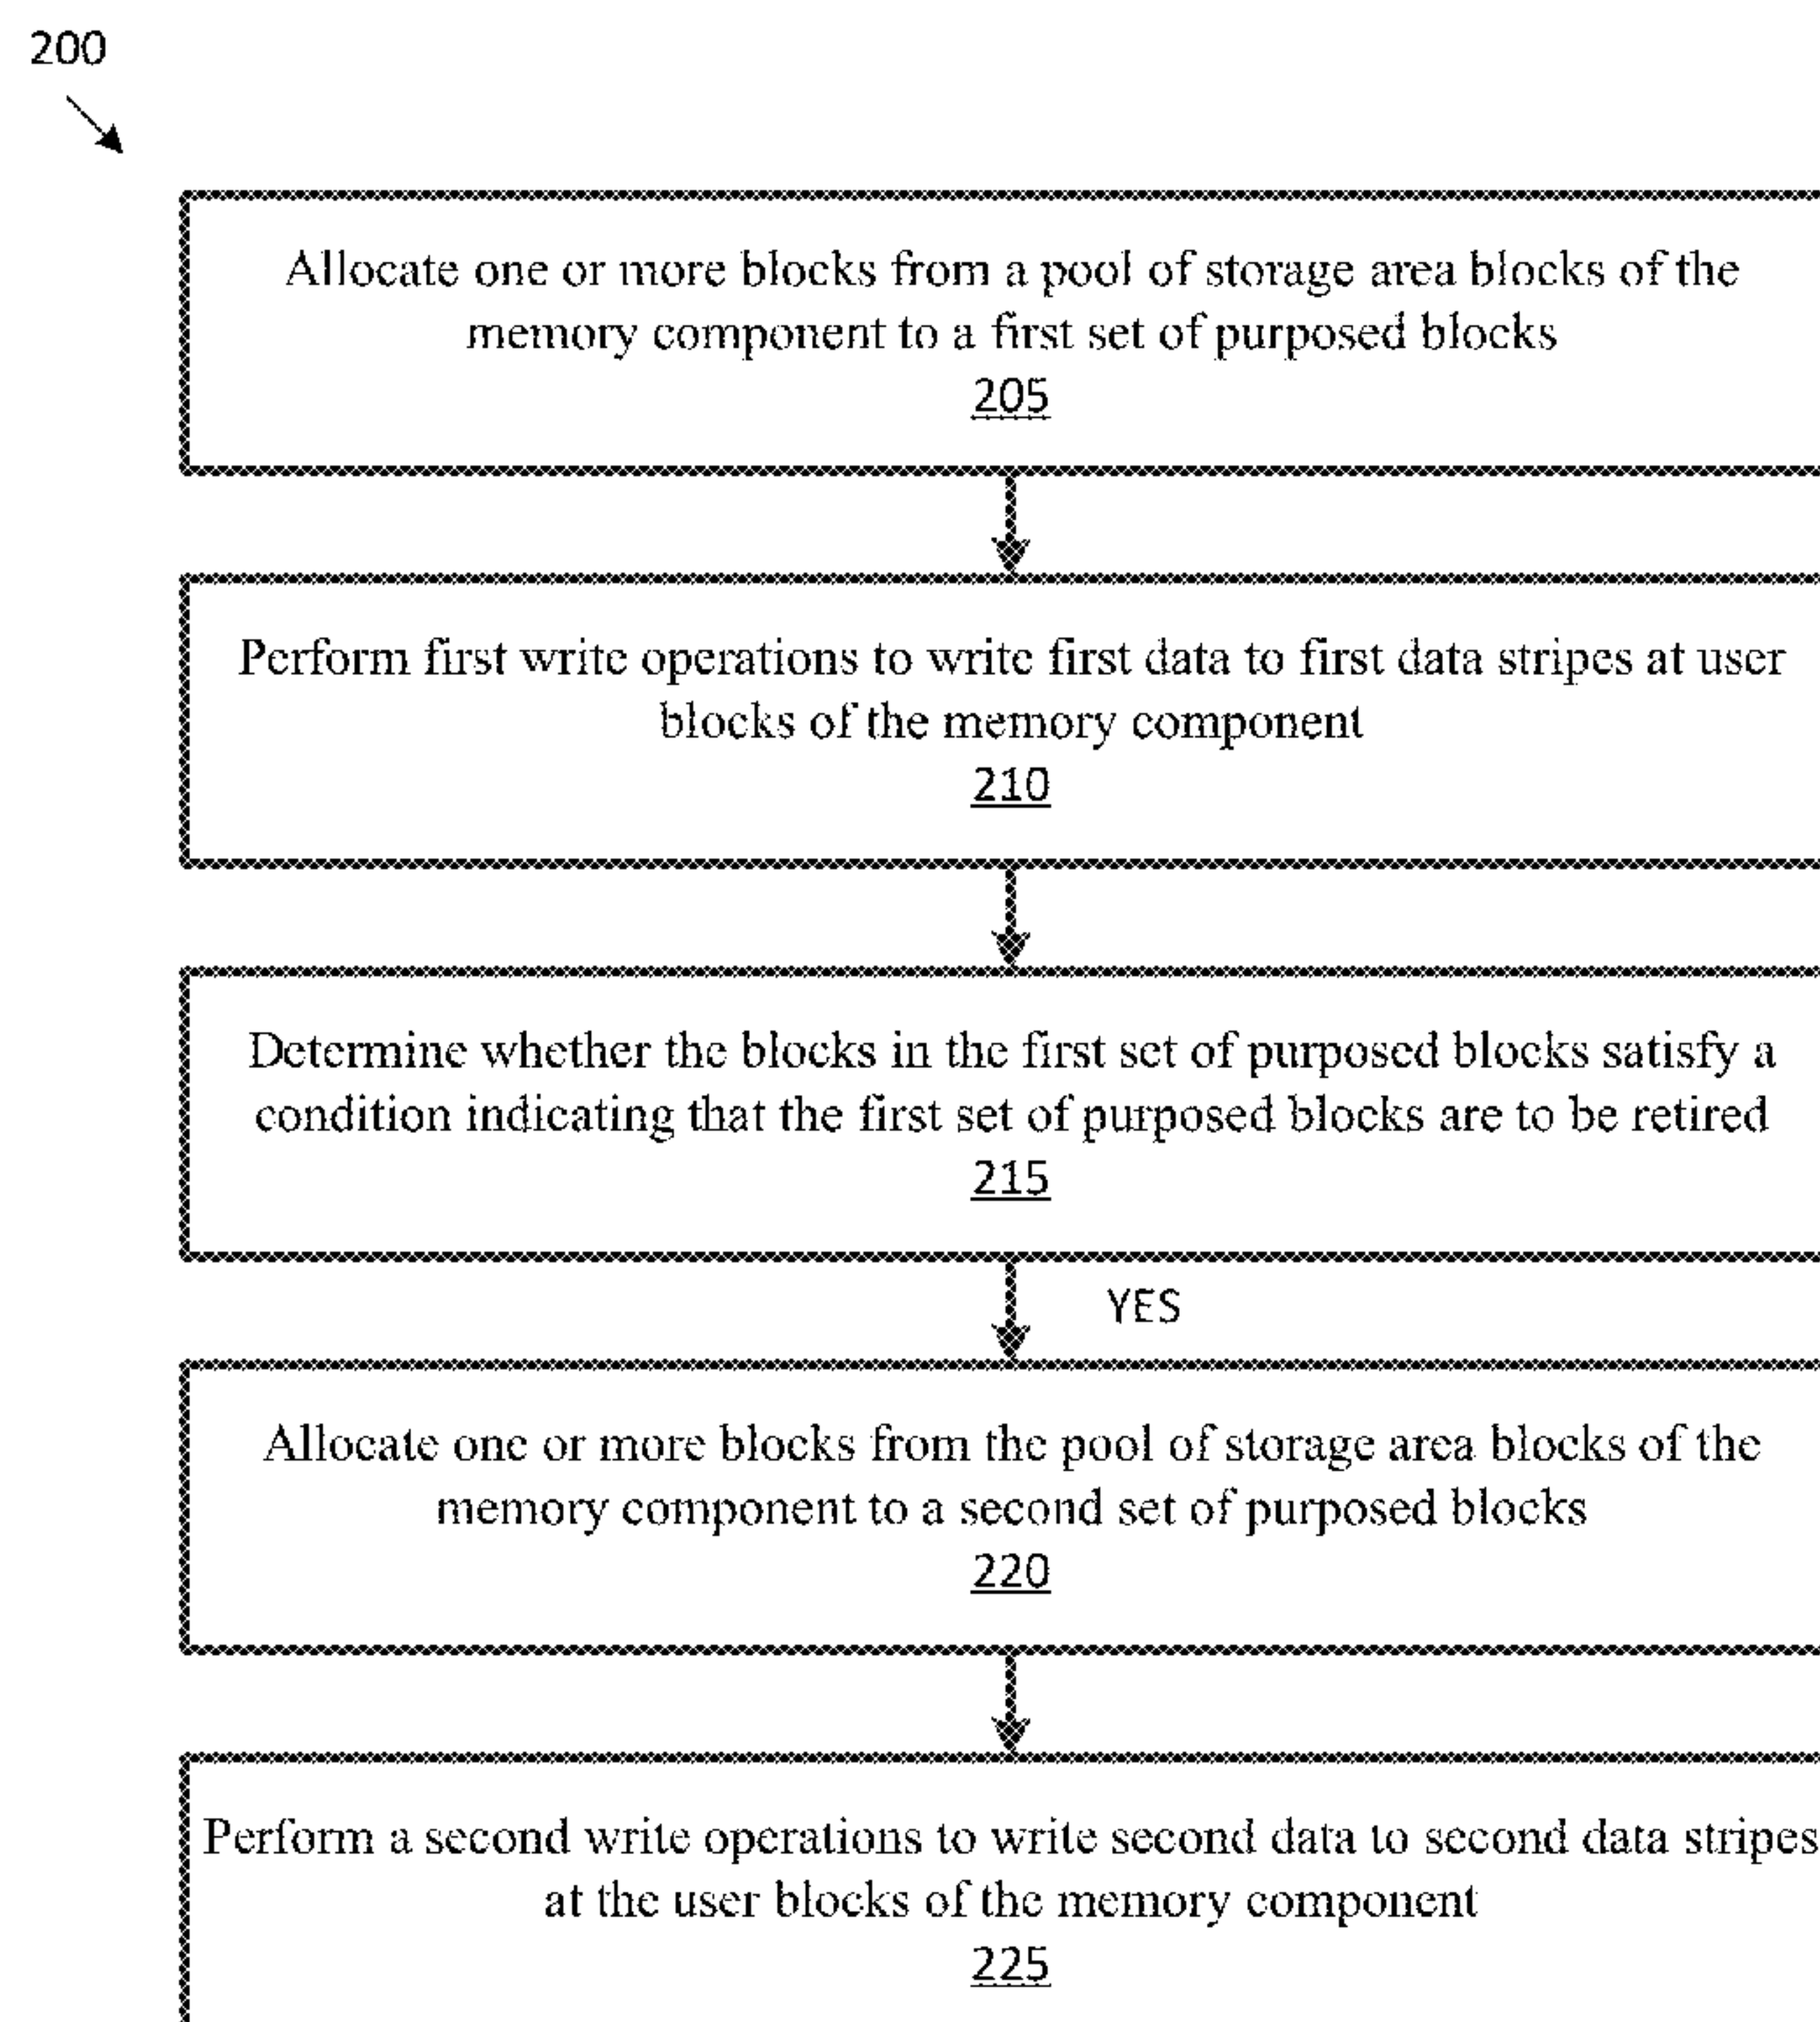 200
Allocate one or more blocks from a pool of storage area blocks of the
memory component to a first set of purposed blocks
205
Perform first write operations to write first data to first data stripes at user
blocks of the memory component
210
Determine whether the blocks in the first set of purposed blocks satisfy a
condition indicating that the first set of purposed blocks are to be retired
215
YES
Allocate one or more blocks from the pool of storage area blocks of the
memory component to a second set of purposed blocks
220
Perform a second write operations to write second data to second data stripes
at the user blocks of the memory component
225